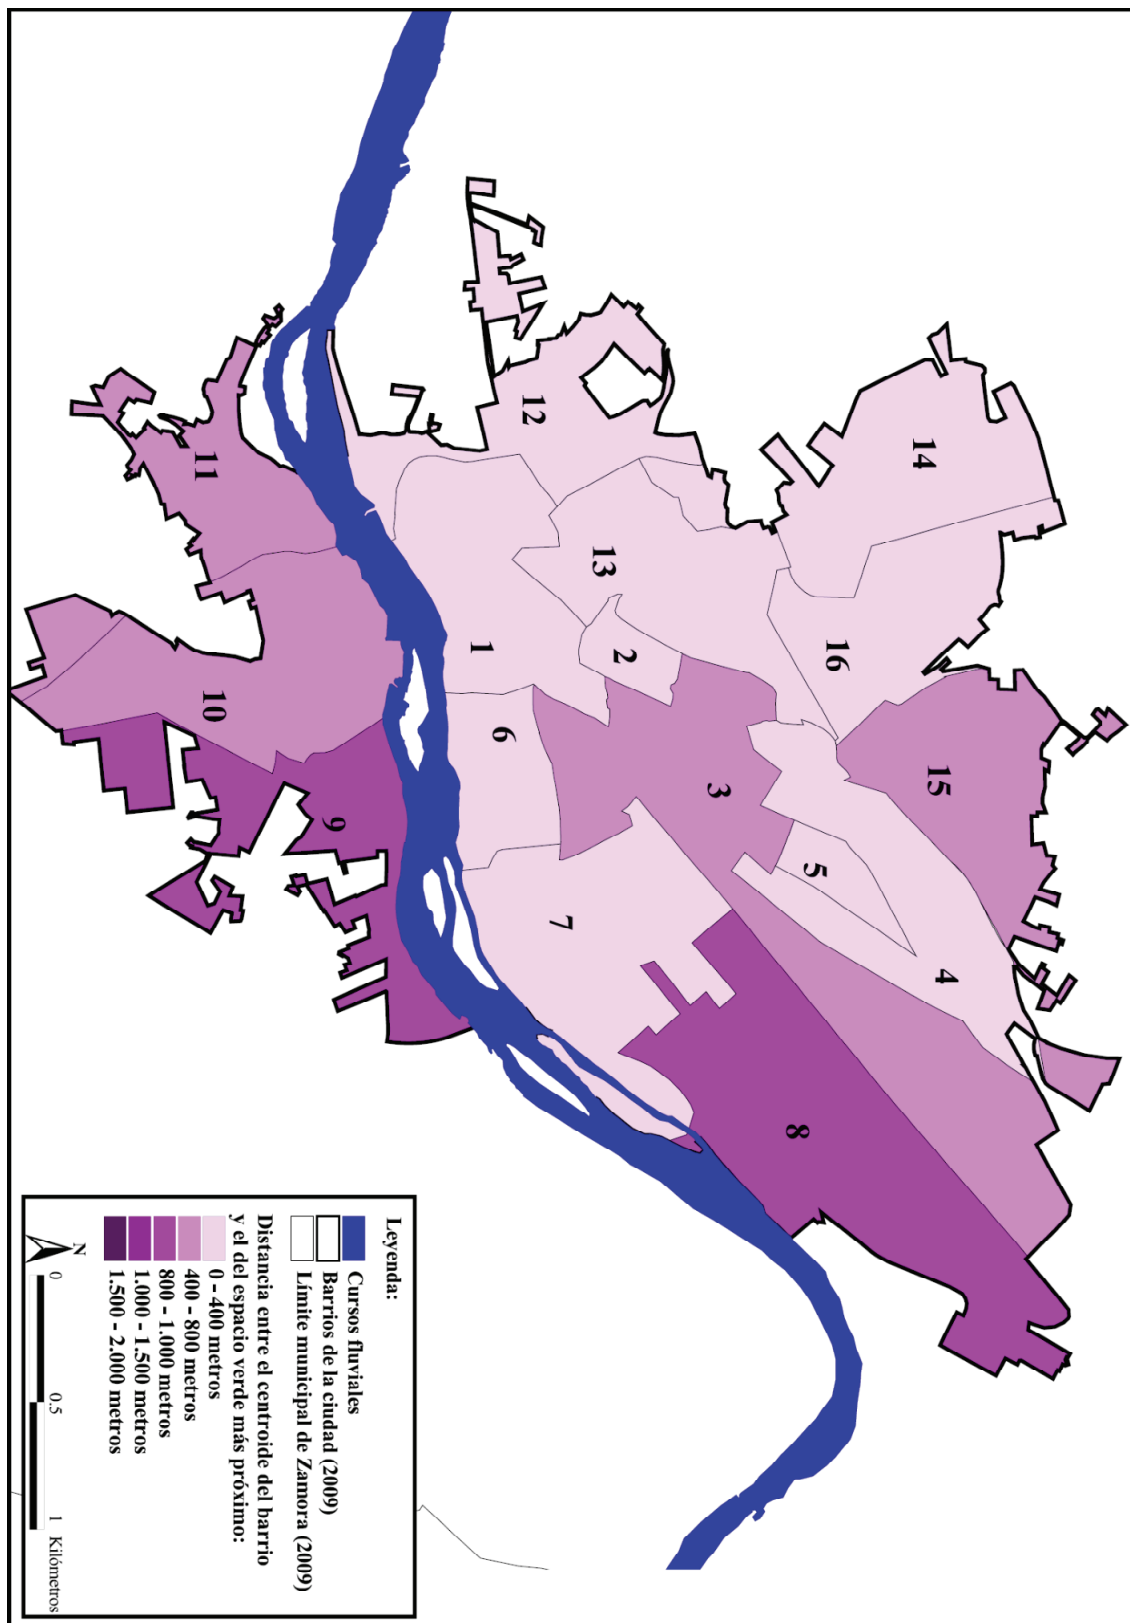 4
15
14
16
5
8
3
2
13
7
12
6
1
9
10
11
Leyenda:
Cursos fluviales
Barrios de la ciudad (2009)
Límite municipal de Zamora (2009)
Distancia entre el centroide del barrio
y el del espacio verde más próximo:
0 - 400 metros
400 - 800 metros
800 - 1.000 metros
1.000 - 1.500 metros
1.500 - 2.000 metros
N
0 0.5 1 Kilómetros